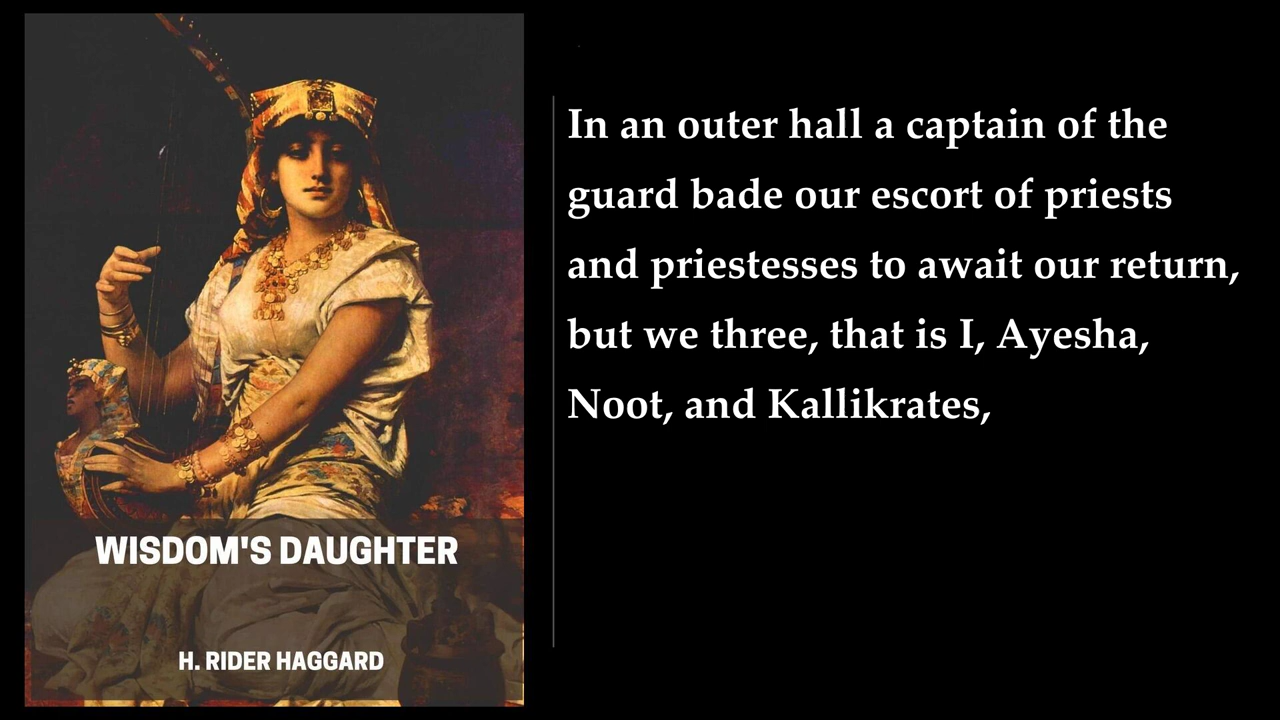 WISDOM'S DAUGHTER
H. RIDER HAGGARD
In an outer hall a captain of the
guard bade our escort of priests
and priestesses to await our return,
but we three, that is I, Ayesha,
Noot, and Kallikrates,